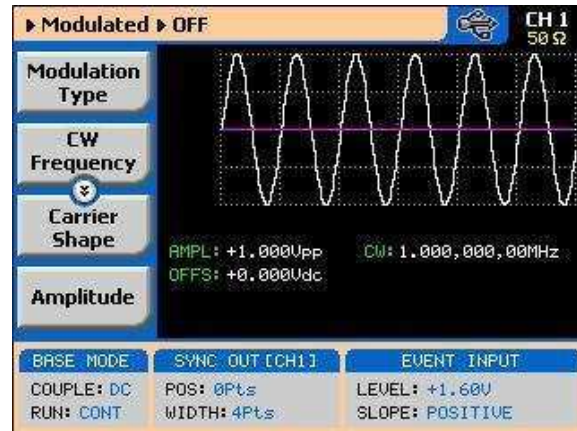 Modulated OFF
CH 1
50 Ω
Modulation
Type
CW
Frequency
Carrier
Shape
Amplitude
AMPL: +1.000Vpp
CW: 1.000,000,00MHz
OFFS: +0.000Vdc
BASE MODE
COUPLE: DC
RUN: CONT
SYNC OUT [CH1]
POS: 0Pts
WIDTH: 4Pts
EVENT INPUT
LEVEL: +1.60V
SLOPE: POSITIVE